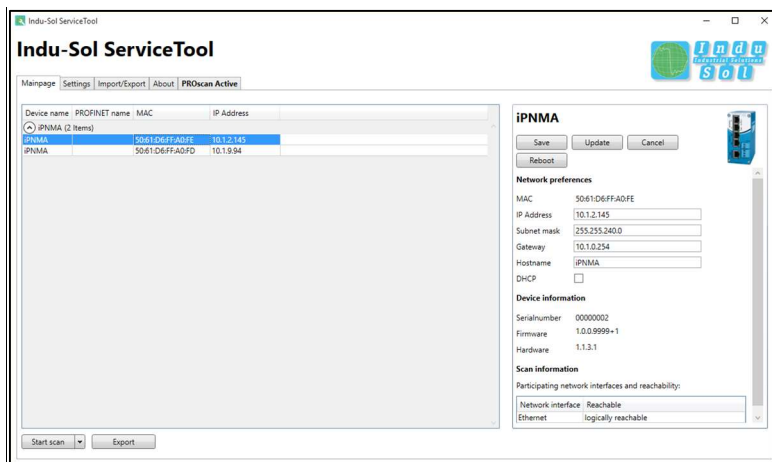 Indu-Sol ServiceTool
Indu-Sol ServiceTool
Indu
Industrial Solutions
Sol
Mainpage Settings Import/Export About PROscan Active
Device name PROFINET name MAC IP Address
iPNMA (2 Items)
iPNMA 50:61:D6:FF:A0:FE 10.1.2.145
iPNMA 50:61:D6:FF:A0:FD 10.1.9.94
iPNMA
Save Update Cancel
Reboot
Network preferences
MAC 50:61:D6:FF:A0:FE
IP Address 10.1.2.145
Subnet mask 255.255.240.0
Gateway 10.1.0.254
Hostname iPNMA
DHCP
Device information
Serialnumber 00000002
Firmware 1.0.0.9999+1
Hardware 1.1.3.1
Scan information
Participating network interfaces and reachability:
Network interface Reachable
Ethernet logically reachable
Start scan Export